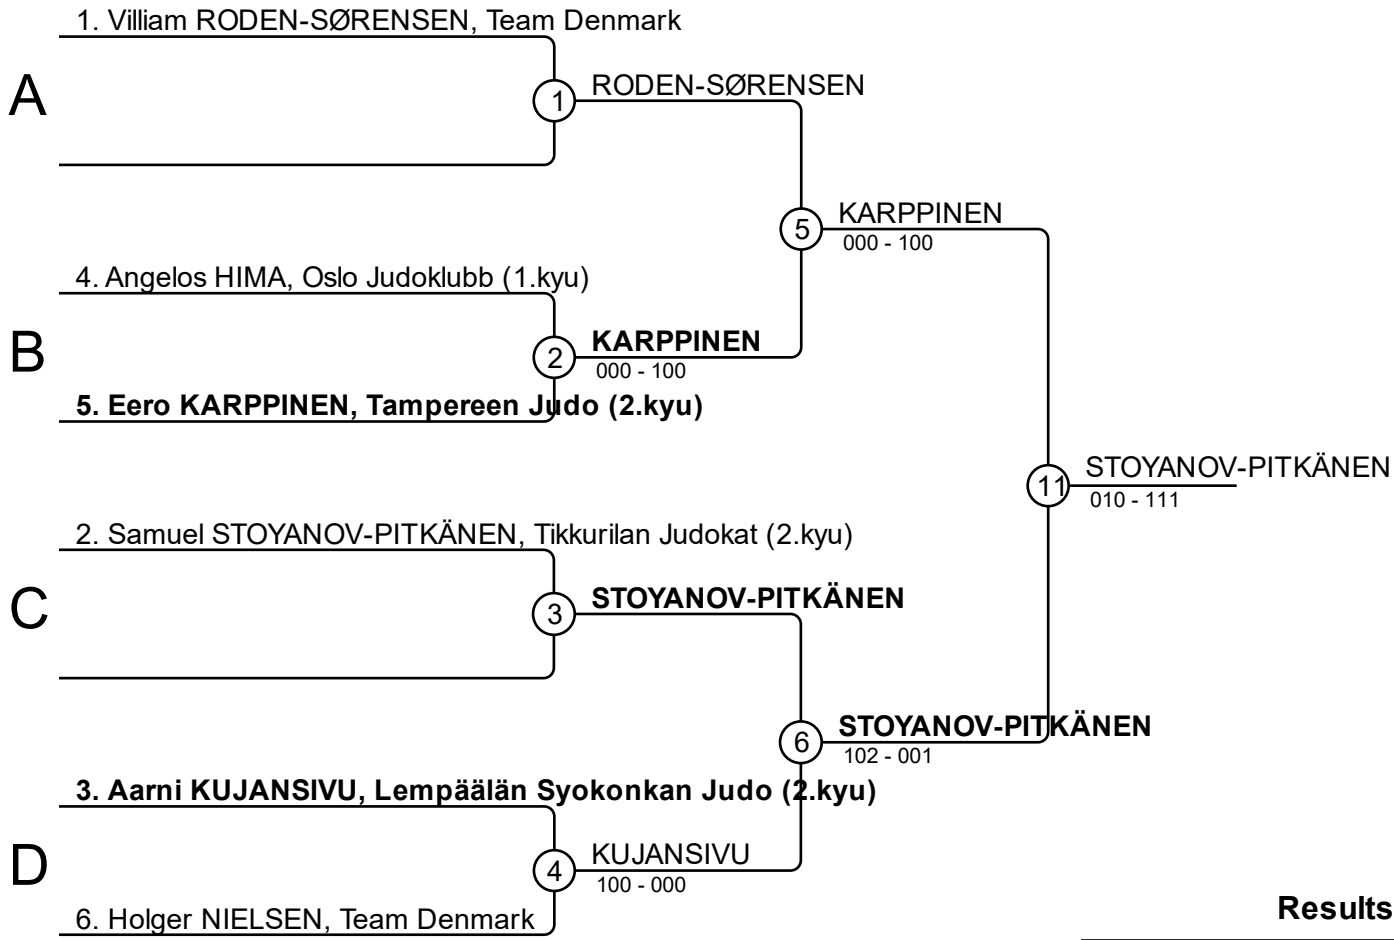 1. Villiam RODEN-SØRENSEN, Team Denmark
A
1
RODEN-SØRENSEN
5
KARPPINEN
000 - 100
4. Angelos HIMA, Oslo Judoklubb (1.kyu)
B
2
KARPPINEN
000 - 100
5. Eero KARPPINEN, Tampereen Judo (2.kyu)
11
STOYANOV-PITKÄNEN
010 - 111
2. Samuel STOYANOV-PITKÄNEN, Tikkurilan Judokat (2.kyu)
C
3
STOYANOV-PITKÄNEN
6
STOYANOV-PITKÄNEN
102 - 001
3. Aarni KUJANSIVU, Lempäälän Syokonkan Judo (2.kyu)
D
4
KUJANSIVU
100 - 000
6. Holger NIELSEN, Team Denmark
Results